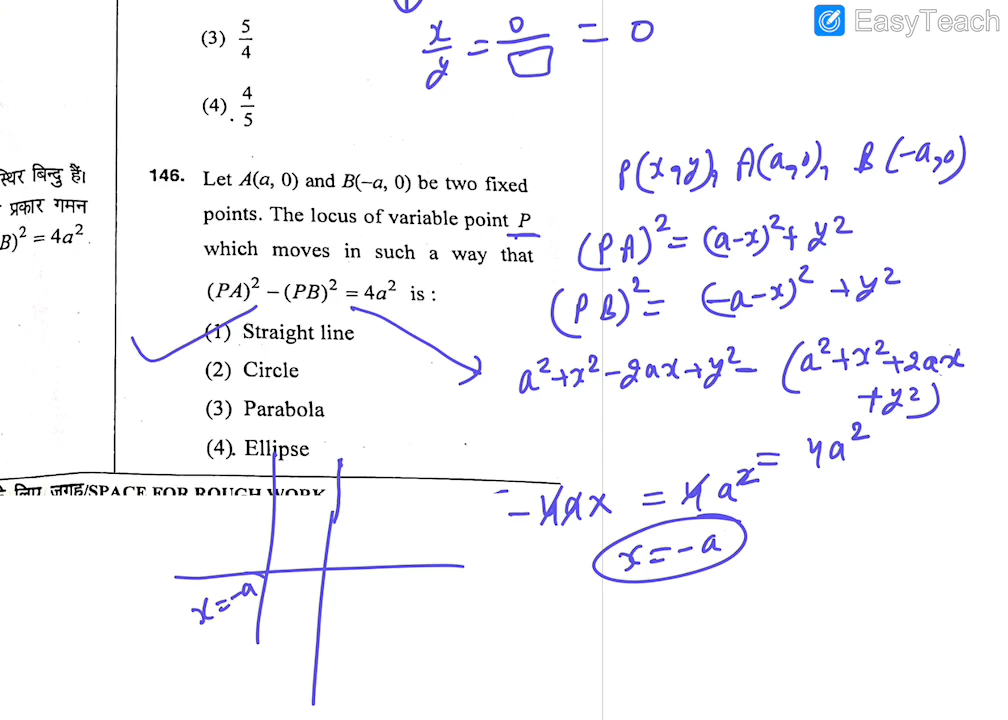 EasyTeach
(3) 5/4
x/y = 0/□ = 0
(4). 4/5
स्थिर बिन्दु हैं।
प्रकार गमन
B)² = 4a².
146. Let A(a, 0) and B(–a, 0) be two fixed
points. The locus of variable point P
which moves in such a way that
(PA)² – (PB)² = 4a² is :
(1) Straight line
(2) Circle
(3) Parabola
(4). Ellipse
के लिए जगह/SPACE FOR ROUGH WORK
P(x,y), A(a,0), B(-a,0)
(PA)² = (a-x)² + y²
(PB)² = (-a-x)² + y²
a²+x²-2ax+y² - (a²+x²+2ax
+y²)
= 4a²
= -4ax = 4a²
x = -a
x = -a